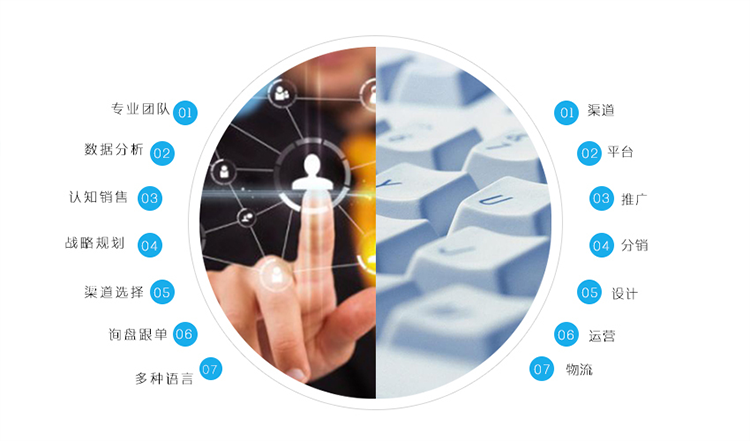 专业团队 01
数据分析 02
认知销售 03
战略规划 04
渠道选择 05
询盘跟单 06
多种语言 07
01 渠道
02 平台
03 推广
04 分销
05 设计
06 运营
07 物流
Y
U
J